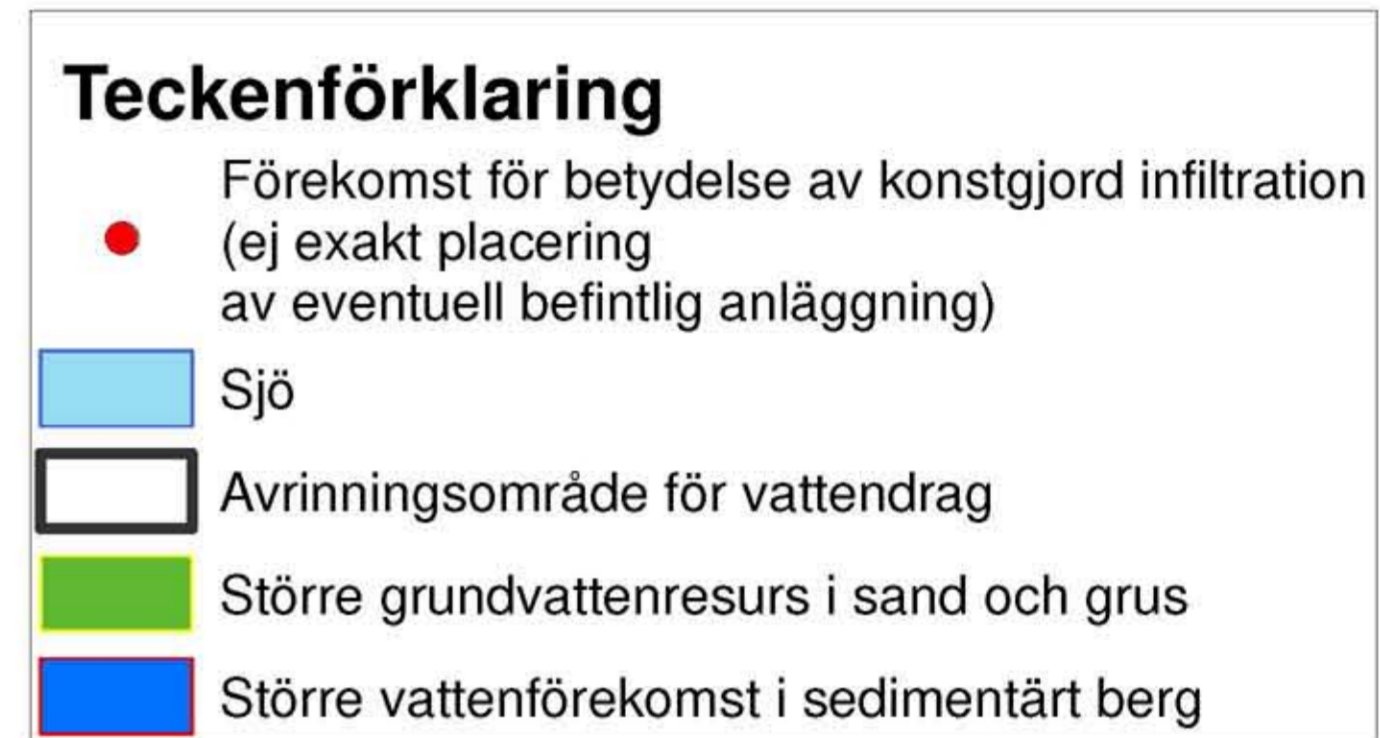 Teckenförklaring
Förekomst för betydelse av konstgjord infiltration
(ej exakt placering
av eventuell befintlig anläggning)
Sjö
Avrinningsområde för vattendrag
Större grundvattenresurs i sand och grus
Större vattenförekomst i sedimentärt berg